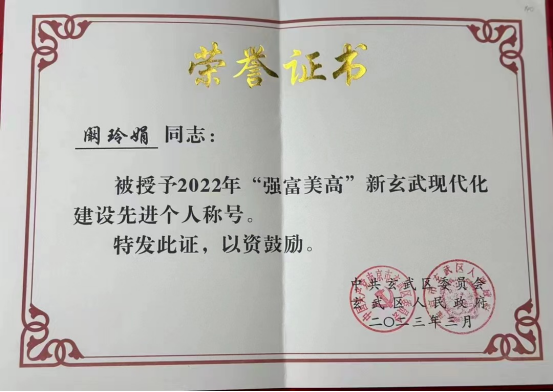 荣誉证书
阙玲娟 同志：
被授予2022年“强富美高”新玄武现代化
建设先进个人称号。
特发此证，以资鼓励。
中共玄武区委员会
玄武区人民政府
二〇二三年三月